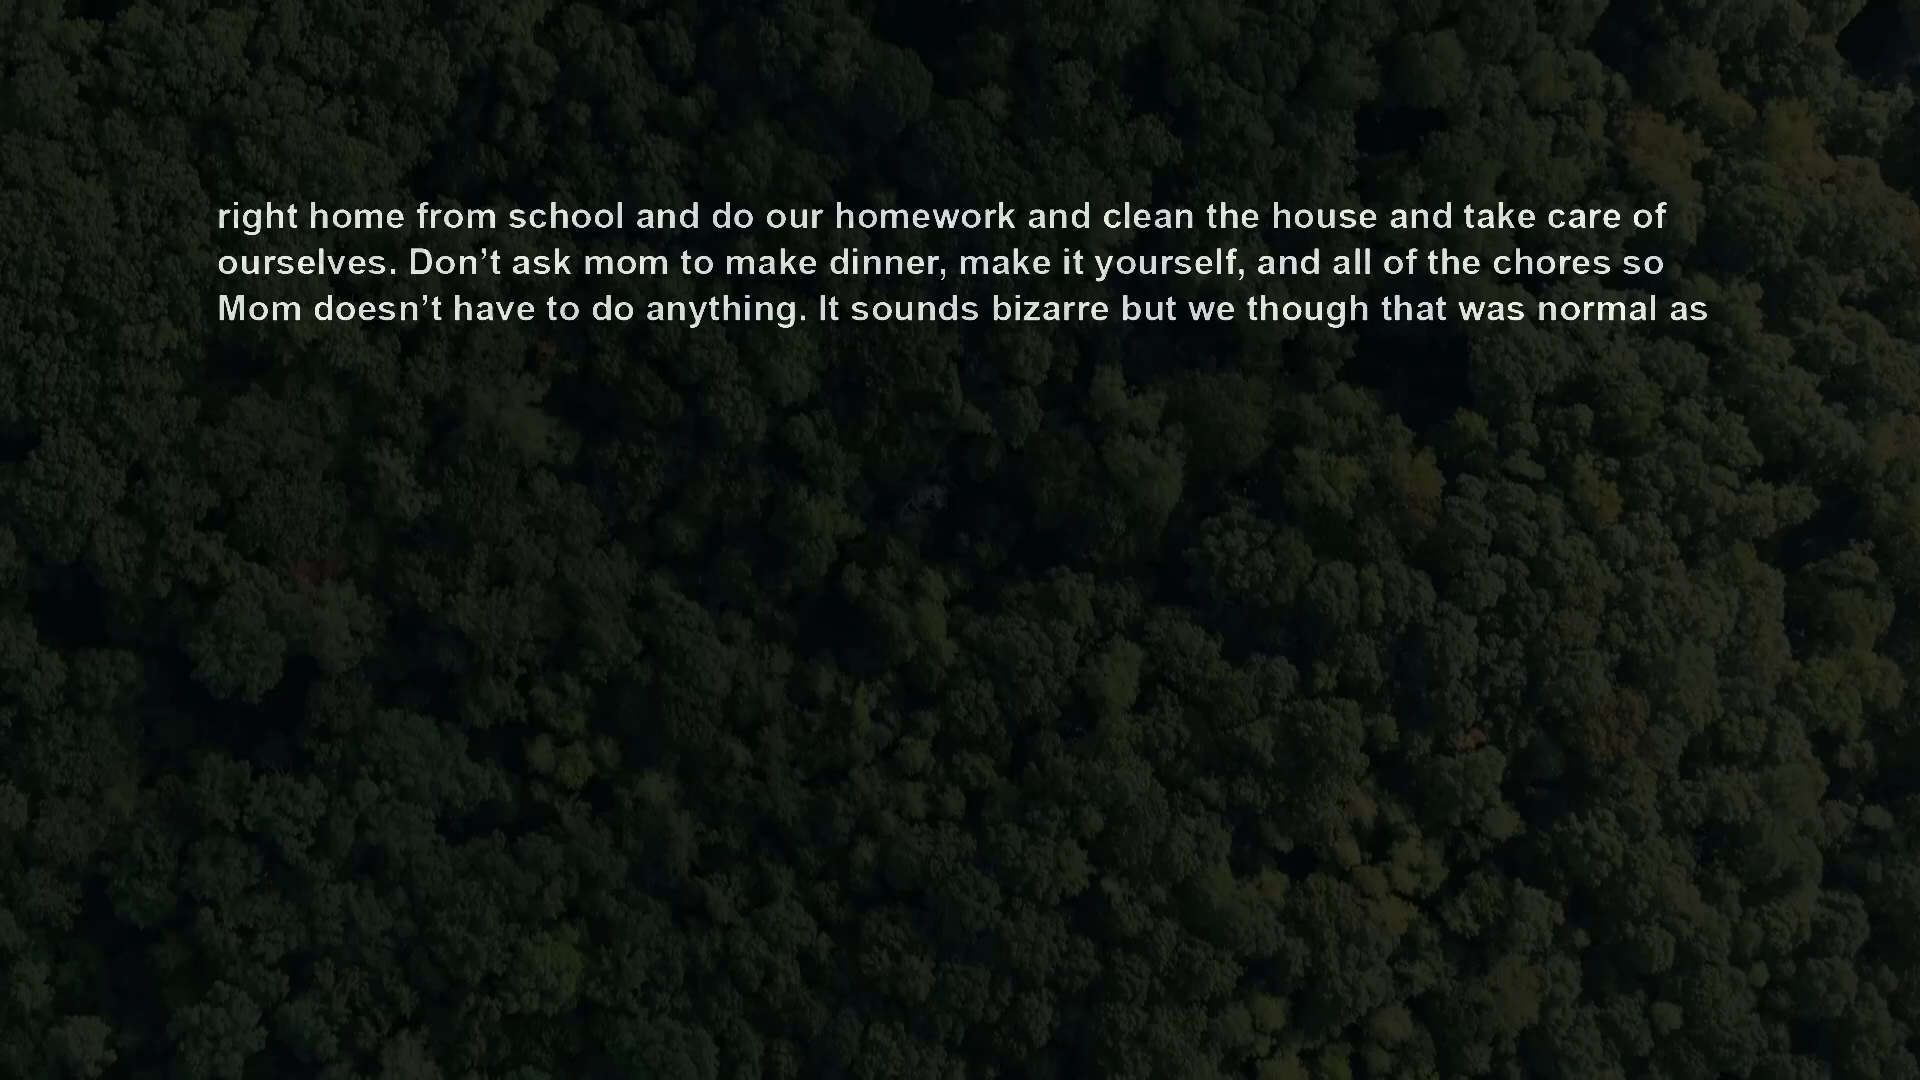 right home from school and do our homework and clean the house and take care of
ourselves. Don’t ask mom to make dinner, make it yourself, and all of the chores so
Mom doesn’t have to do anything. It sounds bizarre but we though that was normal as